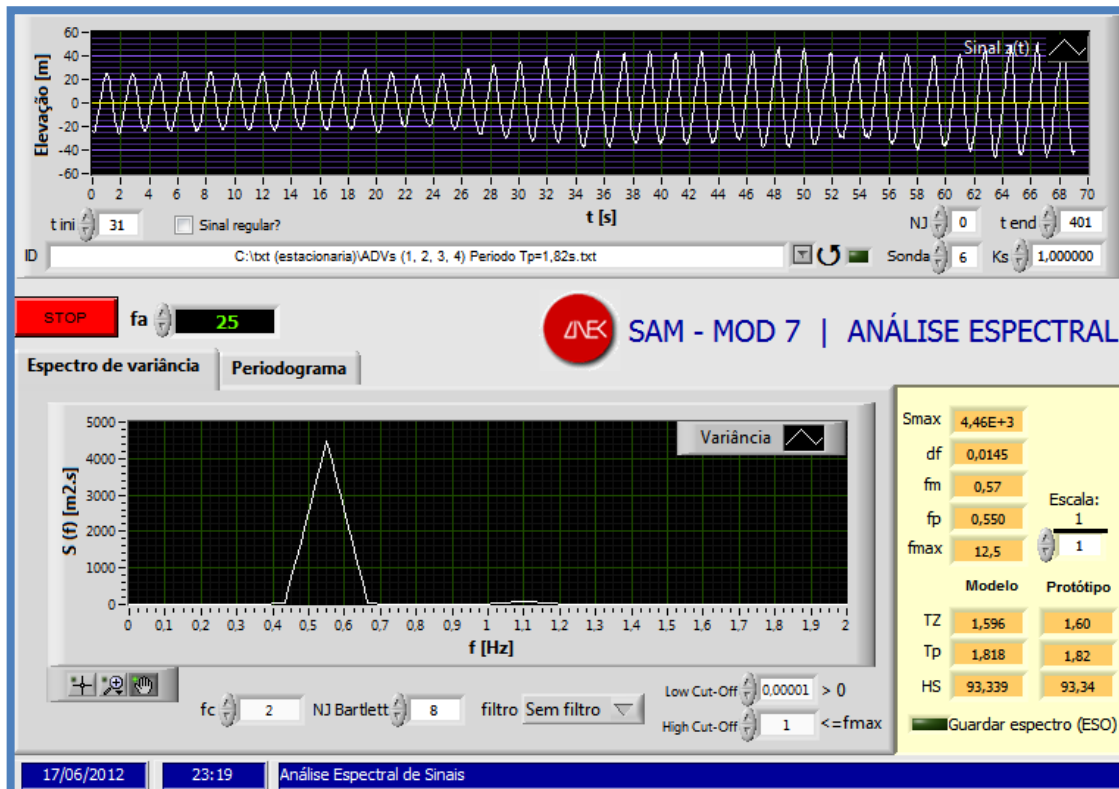 60
40
20
0
-20
-40
-60
Elevação [m]
Sinal z(t)
0 2 4 6 8 10 12 14 16 18 20 22 24 26 28 30 32 34 36 38 40 42 44 46 48 50 52 54 56 58 60 62 64 66 68 70
t [s]
t ini 31
Sinal regular?
NJ 0
t end 401
ID C:\txt (estacionaria)\ADVs (1, 2, 3, 4) Periodo Tp=1,82s.txt
Sonda 6
Ks 1,000000
STOP
fa 25
LNEC
SAM - MOD 7 | ANÁLISE ESPECTRAL
Espectro de variância
Periodograma
5000
4000
3000
2000
1000
0
S (f) [m2.s]
Variância
0 0,1 0,2 0,3 0,4 0,5 0,6 0,7 0,8 0,9 1 1,1 1,2 1,3 1,4 1,5 1,6 1,7 1,8 1,9 2
f [Hz]
fc 2
NJ Bartlett 8
filtro Sem filtro
Low Cut-Off 0,00001 > 0
High Cut-Off 1 <=fmax
Smax 4,46E+3
df 0,0145
fm 0,57
fp 0,550
fmax 12,5
Escala:
1
1
Modelo Protótipo
TZ 1,596 1,60
Tp 1,818 1,82
HS 93,339 93,34
Guardar espectro (ESO)
17/06/2012 23:19 Análise Espectral de Sinais